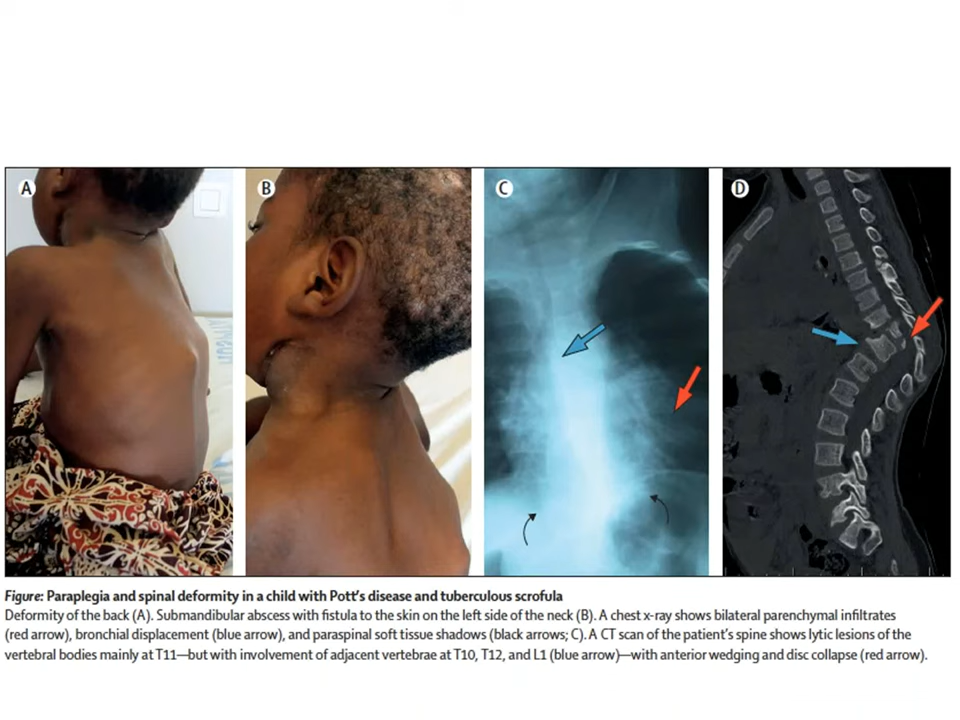 A
B
C
D
Figure: Paraplegia and spinal deformity in a child with Pott's disease and tuberculous scrofula
Deformity of the back (A). Submandibular abscess with fistula to the skin on the left side of the neck (B). A chest x-ray shows bilateral parenchymal infiltrates
(red arrow), bronchial displacement (blue arrow), and paraspinal soft tissue shadows (black arrows; C). A CT scan of the patient's spine shows lytic lesions of the
vertebral bodies mainly at T11—but with involvement of adjacent vertebrae at T10, T12, and L1 (blue arrow)—with anterior wedging and disc collapse (red arrow).